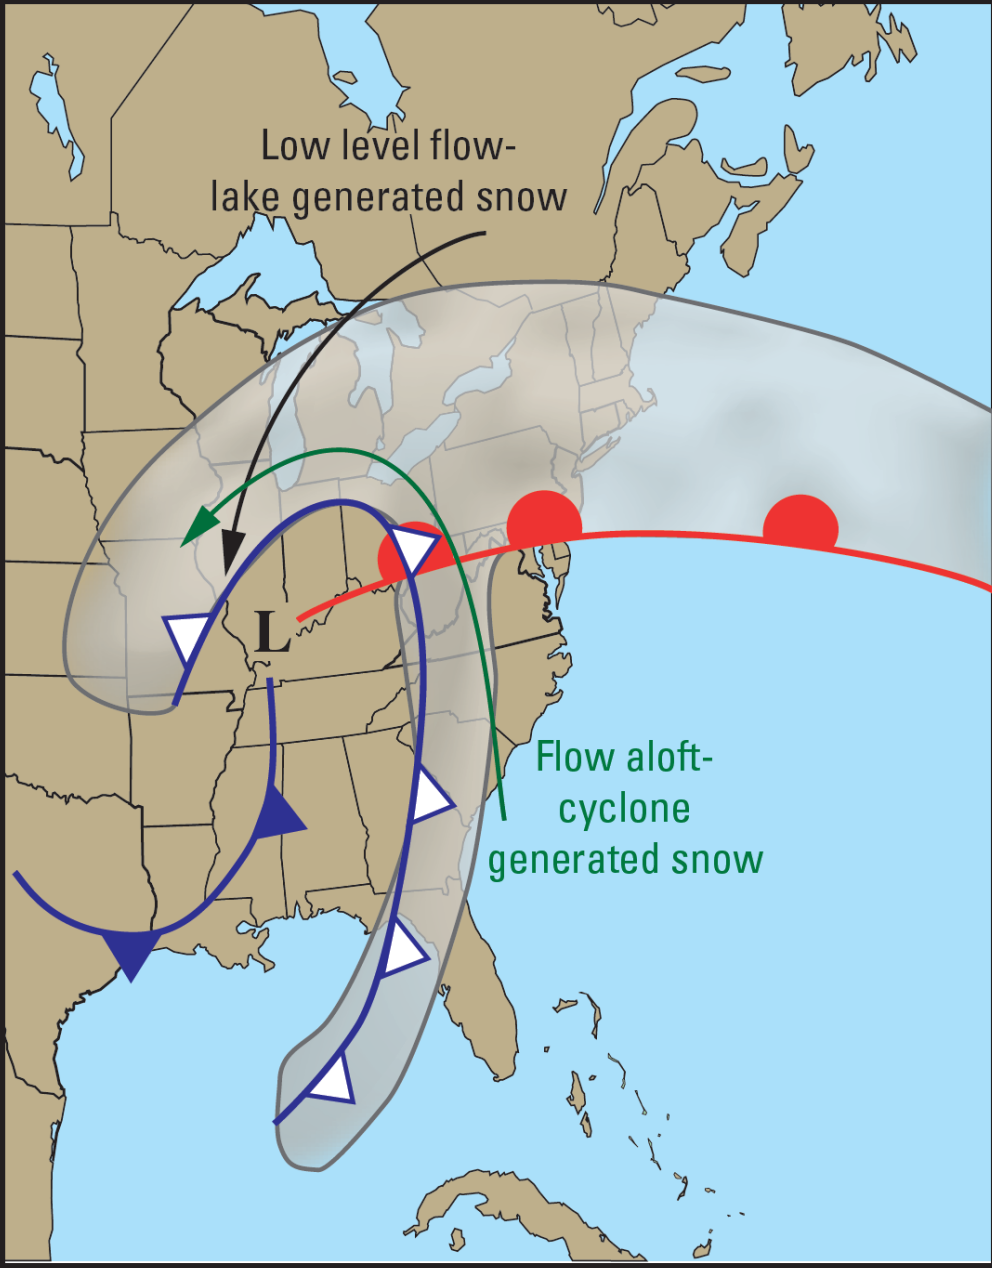 Low level flow-
lake generated snow
L
Flow aloft-
cyclone
generated snow